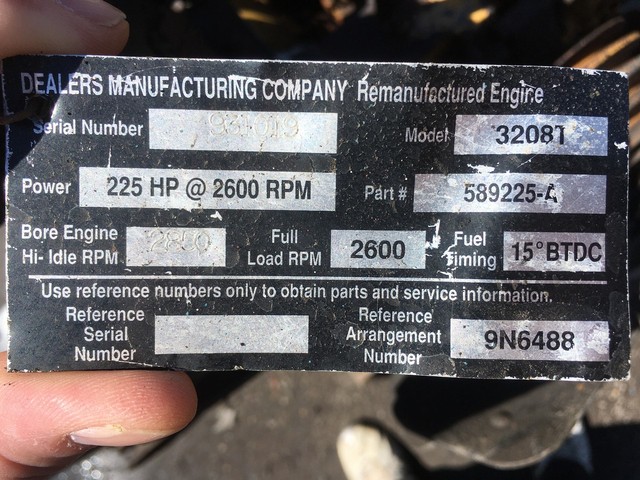 DEALERS MANUFACTURING COMPANY Remanufactured Engine
Serial Number Model 3208T
Power 225 HP @ 2600 RPM Part # 589225-A
Bore Engine Hi-Idle RPM 2850 Full Load RPM 2600 Fuel Timing 15° BTDC
Use reference numbers only to obtain parts and service information.
Reference Serial Number Reference Arrangement Number 9N6488